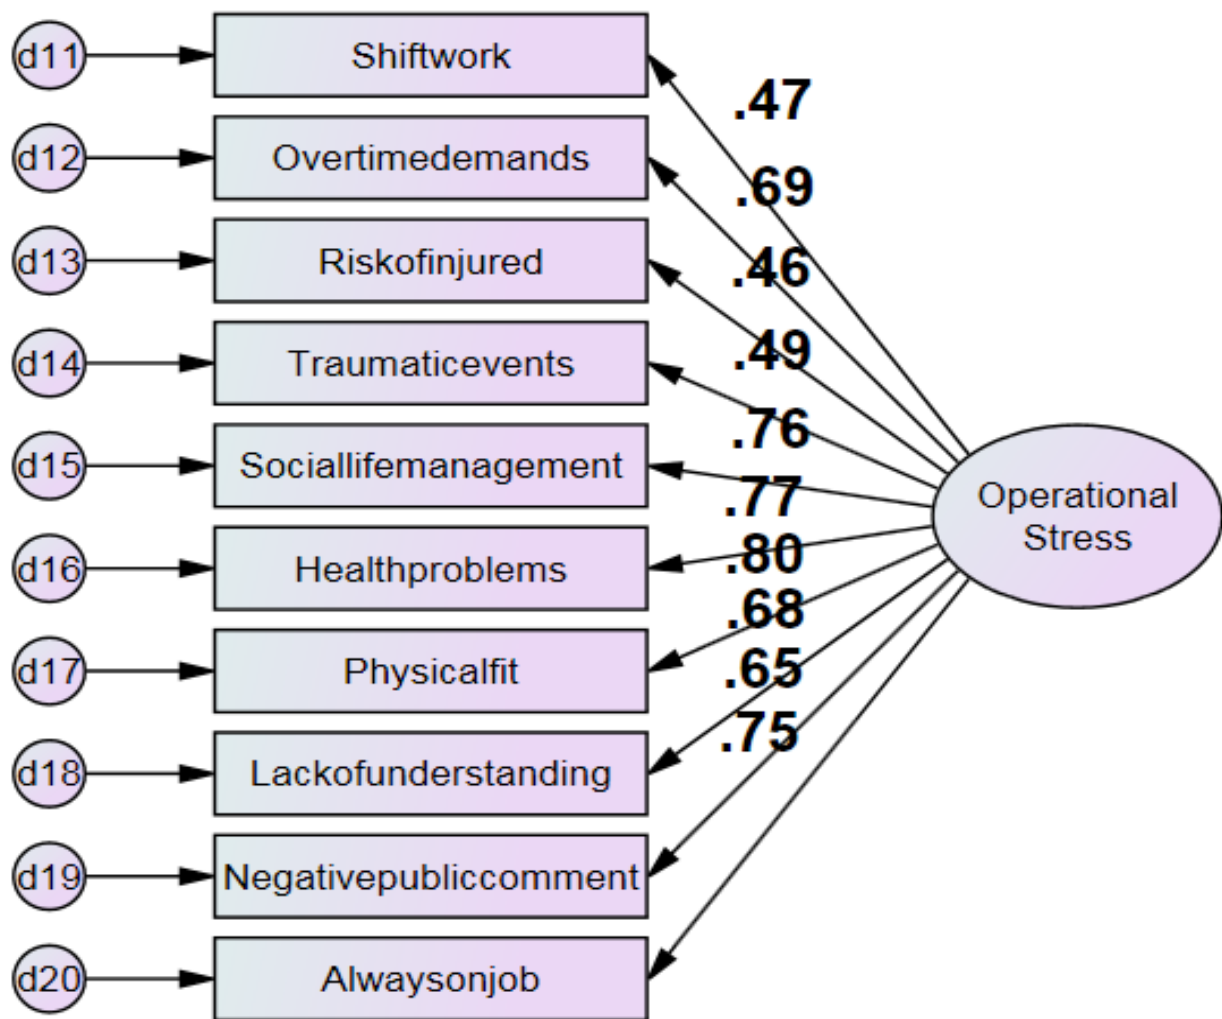 d11
Shiftwork
.47
d12
Overtimedemands
.69
d13
Riskofinjured
.46
d14
Traumaticevents
.49
.76
d15
Sociallifemanagement
.77
Operational
Stress
d16
Healthproblems
.80
.68
d17
Physicalfit
.65
d18
Lackofunderstanding
.75
d19
Negativepubliccomment
d20
Alwaysonjob